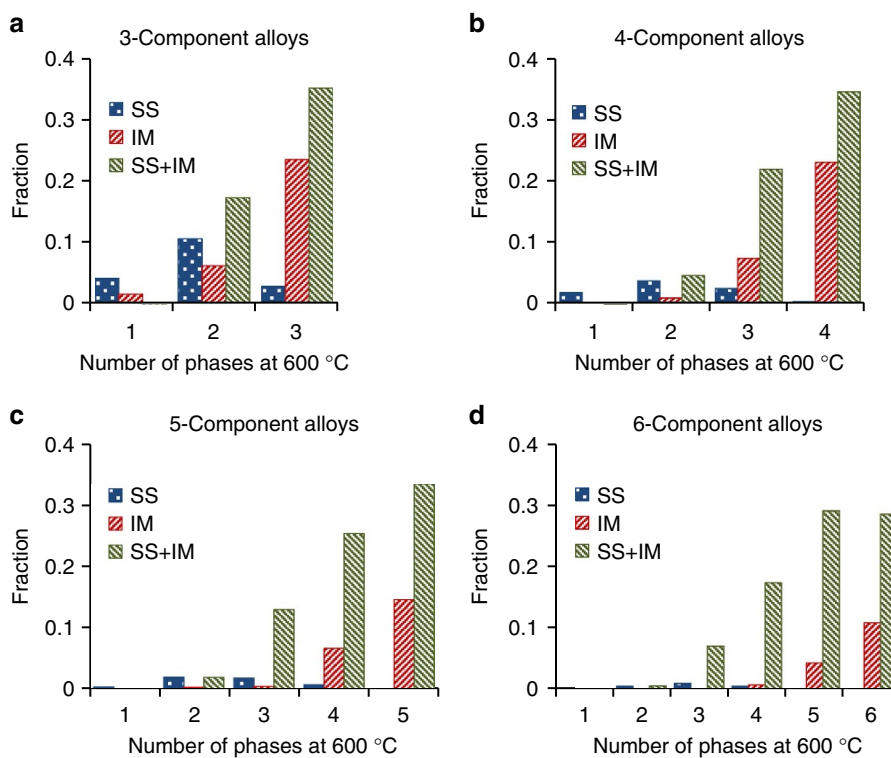 a
3-Component alloys
0.4
0.3
0.2
0.1
0
Fraction
SS
IM
SS+IM
1 2 3
Number of phases at 600 °C
b
4-Component alloys
0.4
0.3
0.2
0.1
0
Fraction
SS
IM
SS+IM
1 2 3 4
Number of phases at 600 °C
c
5-Component alloys
0.4
0.3
0.2
0.1
0
Fraction
SS
IM
SS+IM
1 2 3 4 5
Number of phases at 600 °C
d
6-Component alloys
0.4
0.3
0.2
0.1
0
Fraction
SS
IM
SS+IM
1 2 3 4 5 6
Number of phases at 600 °C